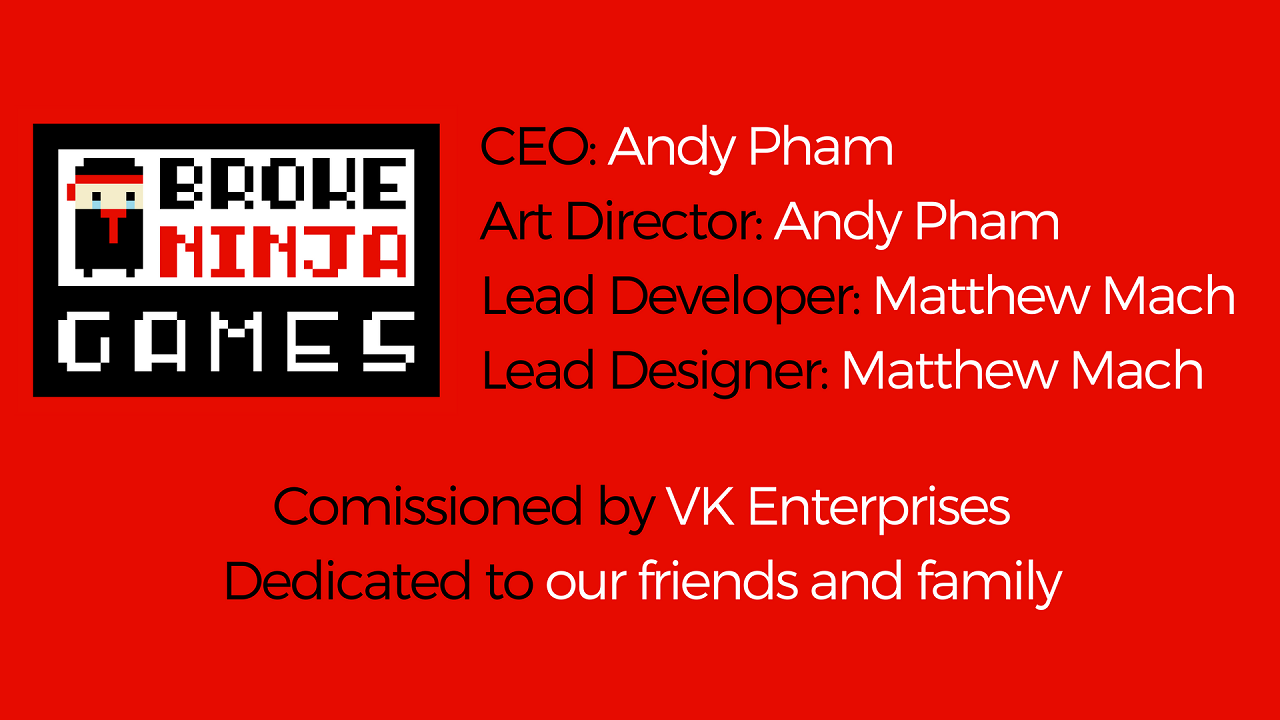 BROKE
NINJA
GAMES
CEO: Andy Pham
Art Director: Andy Pham
Lead Developer: Matthew Mach
Lead Designer: Matthew Mach
Comissioned by VK Enterprises
Dedicated to our friends and family